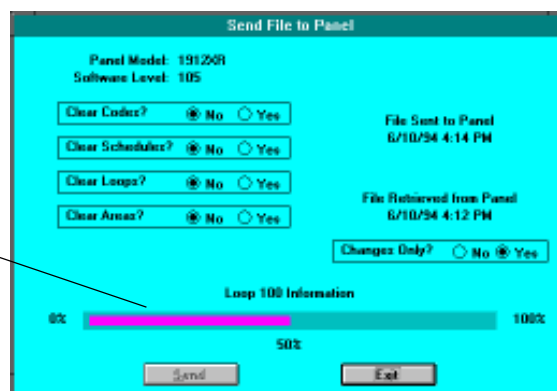 Send File to Panel
Panel Model: 1912XR
Software Level: 105
Clear Codes? No Yes
File Sent to Panel
6/10/94 4:14 PM
Clear Schedules? No Yes
Clear Loops? No Yes
File Retrieved from Panel
6/10/94 4:12 PM
Clear Areas? No Yes
Changes Only? No Yes
Loop 100 Information
0% 100%
50%
Send Exit